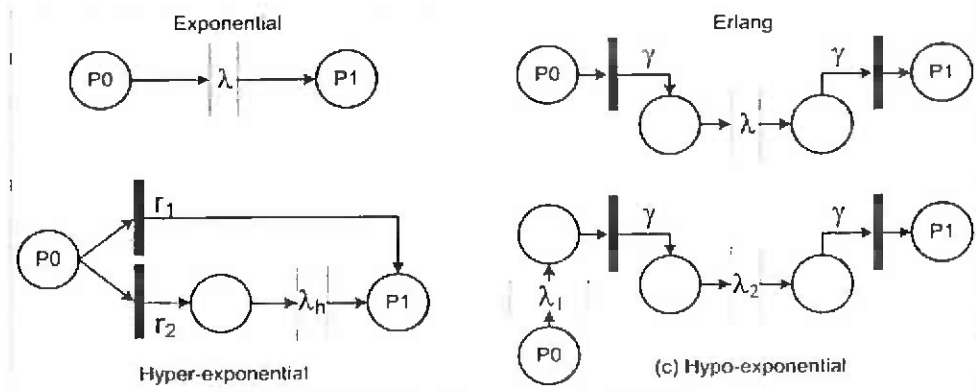 Exponential
P0 λ P1
Erlang
P0 γ λ γ P1
r1
P0
r2 λh P1
Hyper-exponential
γ λ2 γ P1
λ1
P0
(c) Hypo-exponential